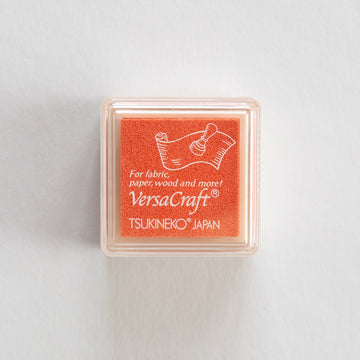 For fabric,
paper, wood and more!
VersaCraft®
TSUKINEKO® JAPAN